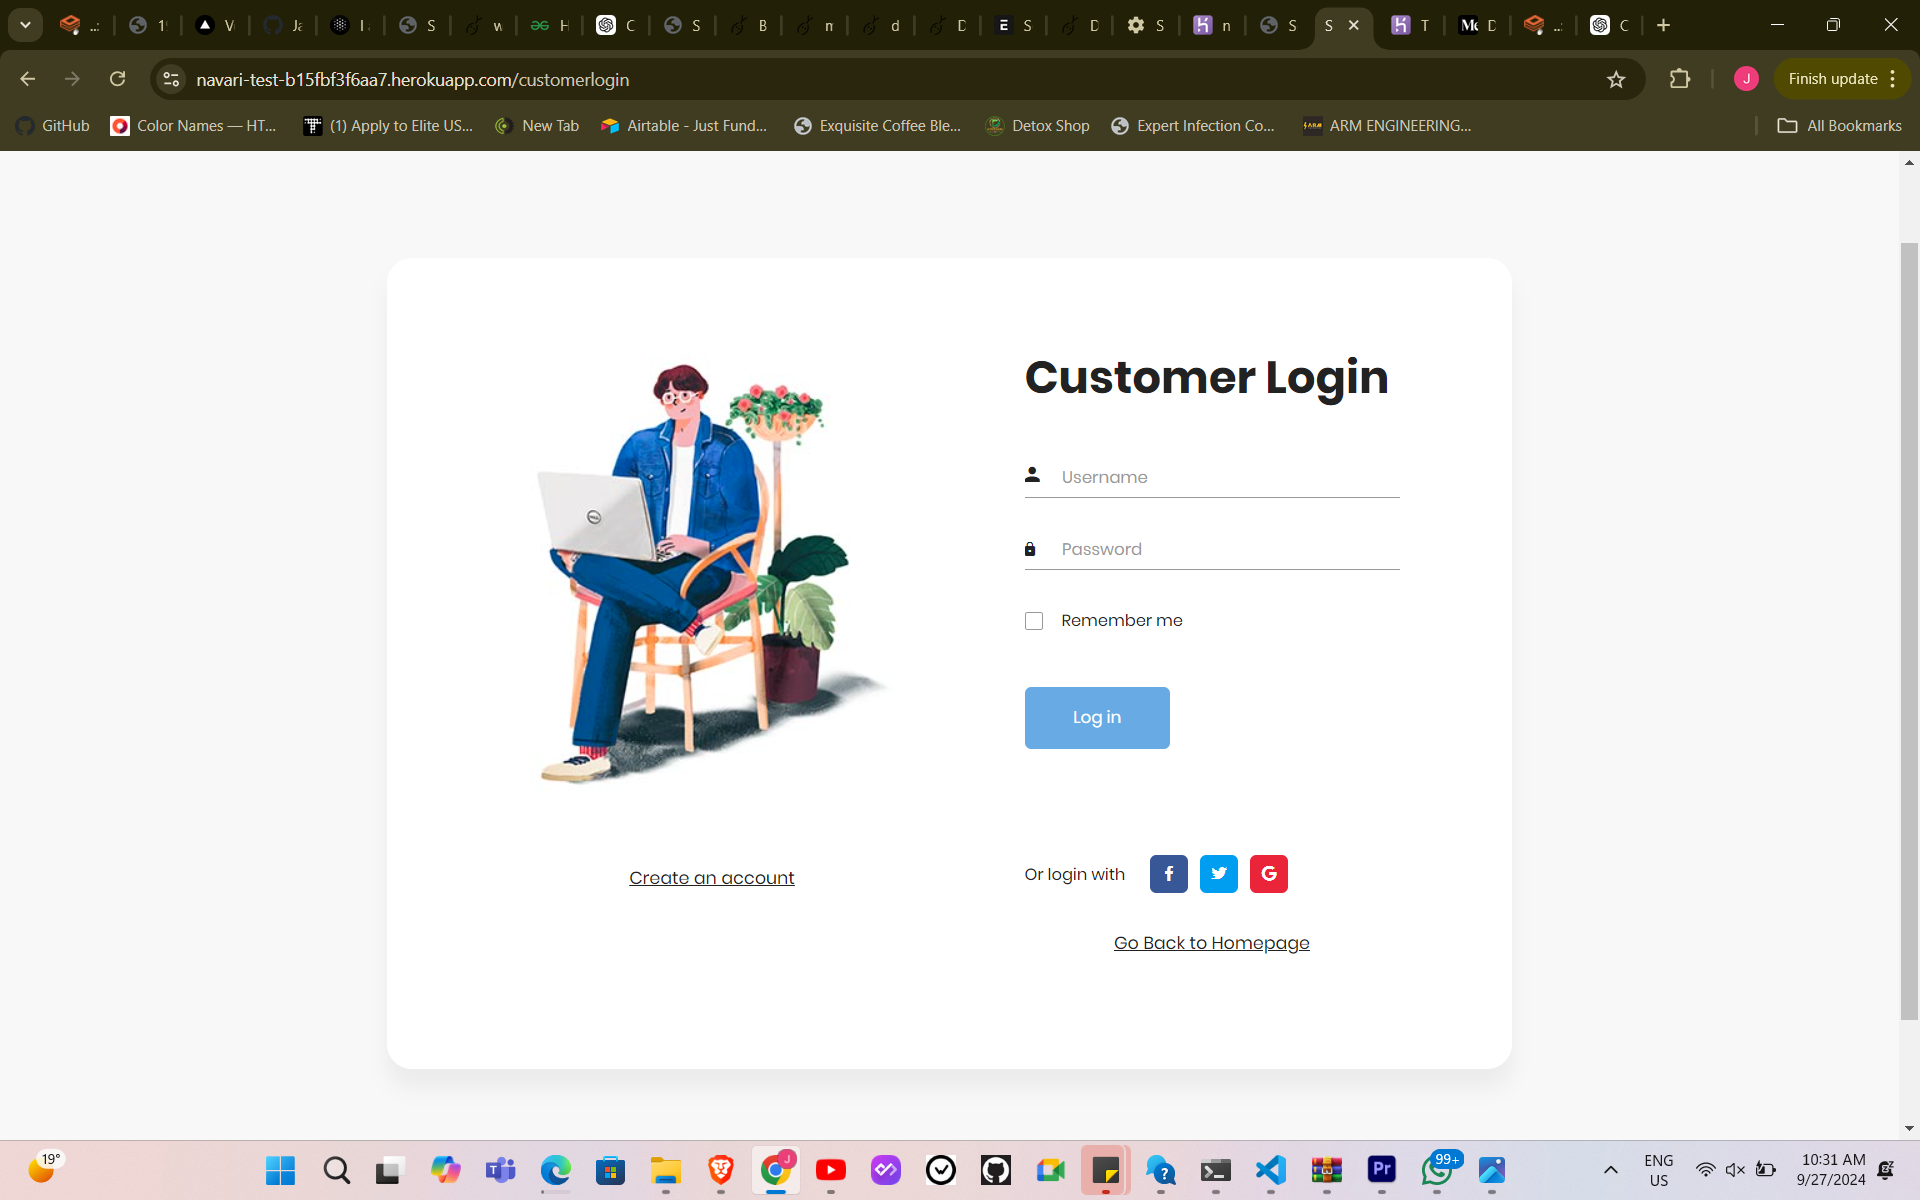 1
V
Ja
I
S
w
H
C
S
B
m
d
D
E S
D
S
n
S
S
T
D
C
navari-test-b15fbf3f6aa7.herokuapp.com/customerlogin
J
Finish update
GitHub
Color Names — HT...
(1) Apply to Elite US...
New Tab
Airtable - Just Fund...
Exquisite Coffee Ble...
Detox Shop
Expert Infection Co...
ARM ENGINEERING...
All Bookmarks
Customer Login
Username
Password
Remember me
Log in
Create an account
Or login with
Go Back to Homepage
19°
J
Pr
99+
ENG
US
10:31 AM
9/27/2024